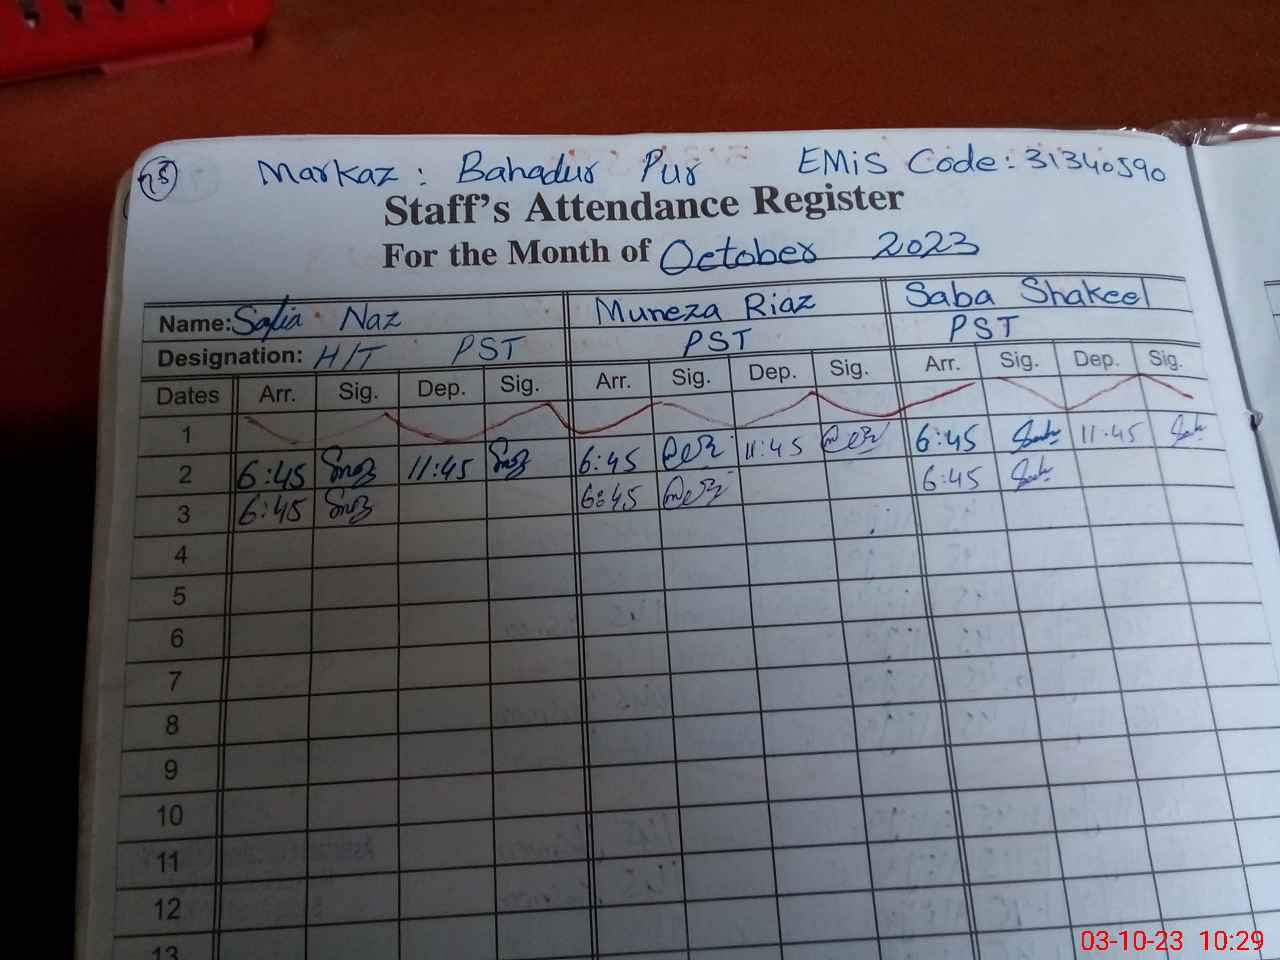 Markaz: Bahadur Pur EMIS Code: 31340590
Staff's Attendance Register
For the Month of October 2023
Name: Safia Naz Muneza Riaz Saba Shakeel
Designation: H/T PST PST PST
Dates Arr. Sig. Dep. Sig. Arr. Sig. Dep. Sig. Arr. Sig. Dep. Sig.
1
2 6:45 11:45 6:45 11:45 6:45 11:45
3 6:45 6:45 6:45
4
5
6
7
8
9
10
11
12
13
03-10-23 10:29